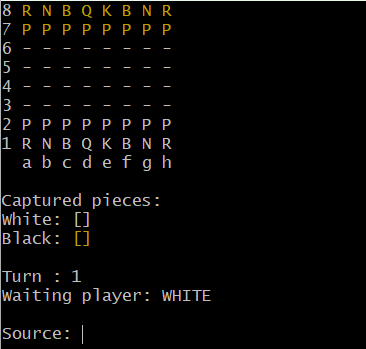 8 R N B Q K B N R
7 P P P P P P P P
6 - - - - - - - -
5 - - - - - - - -
4 - - - - - - - -
3 - - - - - - - -
2 P P P P P P P P
1 R N B Q K B N R
a b c d e f g h
Captured pieces:
White: []
Black: []
Turn : 1
Waiting player: WHITE
Source: